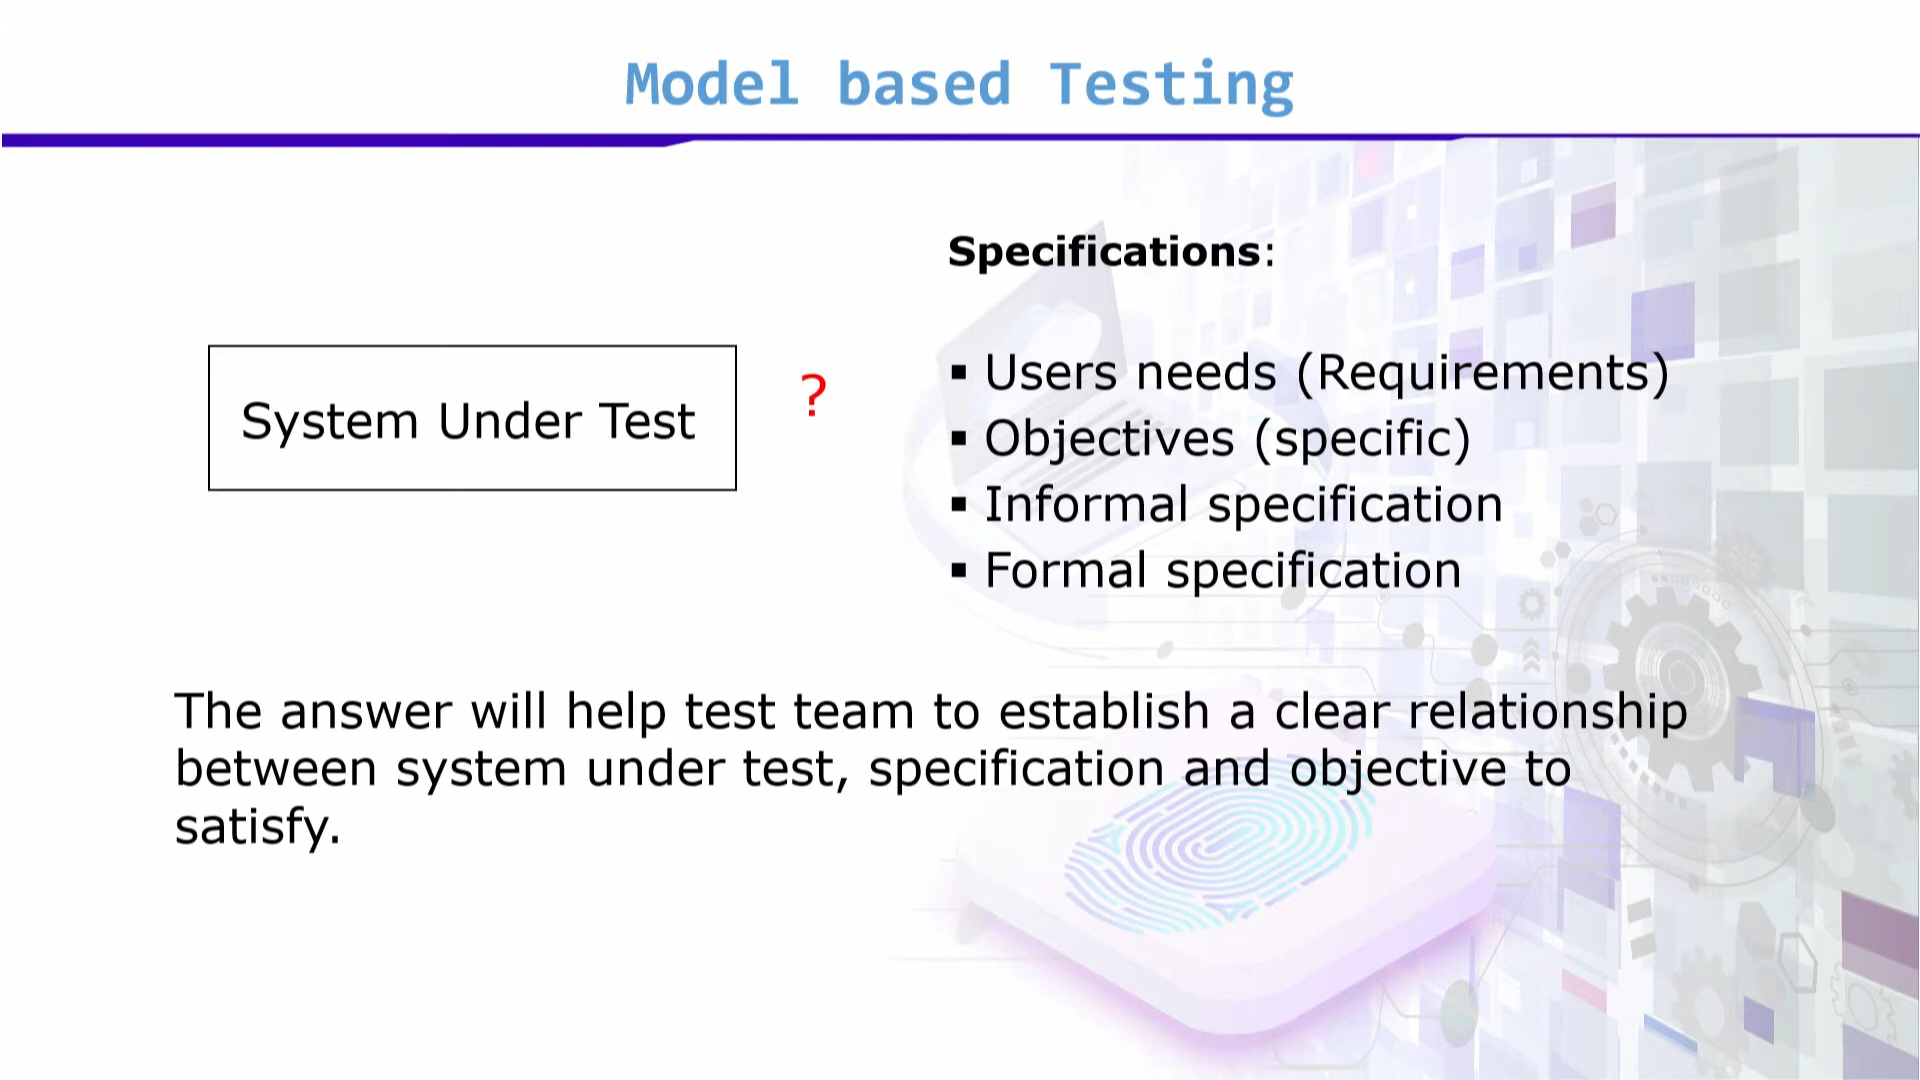 Model based Testing
Specifications:
System Under Test
?
▪ Users needs (Requirements)
▪ Objectives (specific)
▪ Informal specification
▪ Formal specification
The answer will help test team to establish a clear relationship
between system under test, specification and objective to
satisfy.